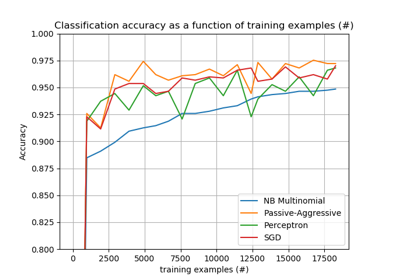 Classification accuracy as a function of training examples (#)
1.000
0.975
0.950
0.925
0.900
0.875
0.850
0.825
0.800
Accuracy
NB Multinomial
Passive-Aggressive
Perceptron
SGD
0 2500 5000 7500 10000 12500 15000 17500
training examples (#)